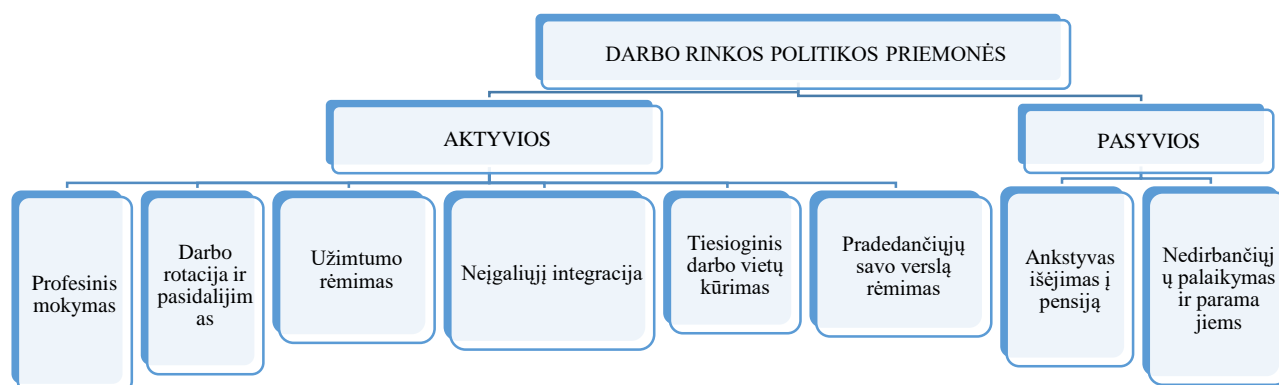 DARBO RINKOS POLITIKOS PRIEMONĖS
AKTYVIOS
PASYVIOS
Profesinis
mokymas
Darbo
rotacija ir
pasidalijim
as
Užimtumo
rėmimas
Neįgaliųjį integracija
Tiesioginis
darbo vietų
kūrimas
Pradedančiųjų
savo verslą
rėmimas
Ankstyvas
išėjimas į
pensiją
Nedirbančiųj
ų palaikymas
ir parama
jiems